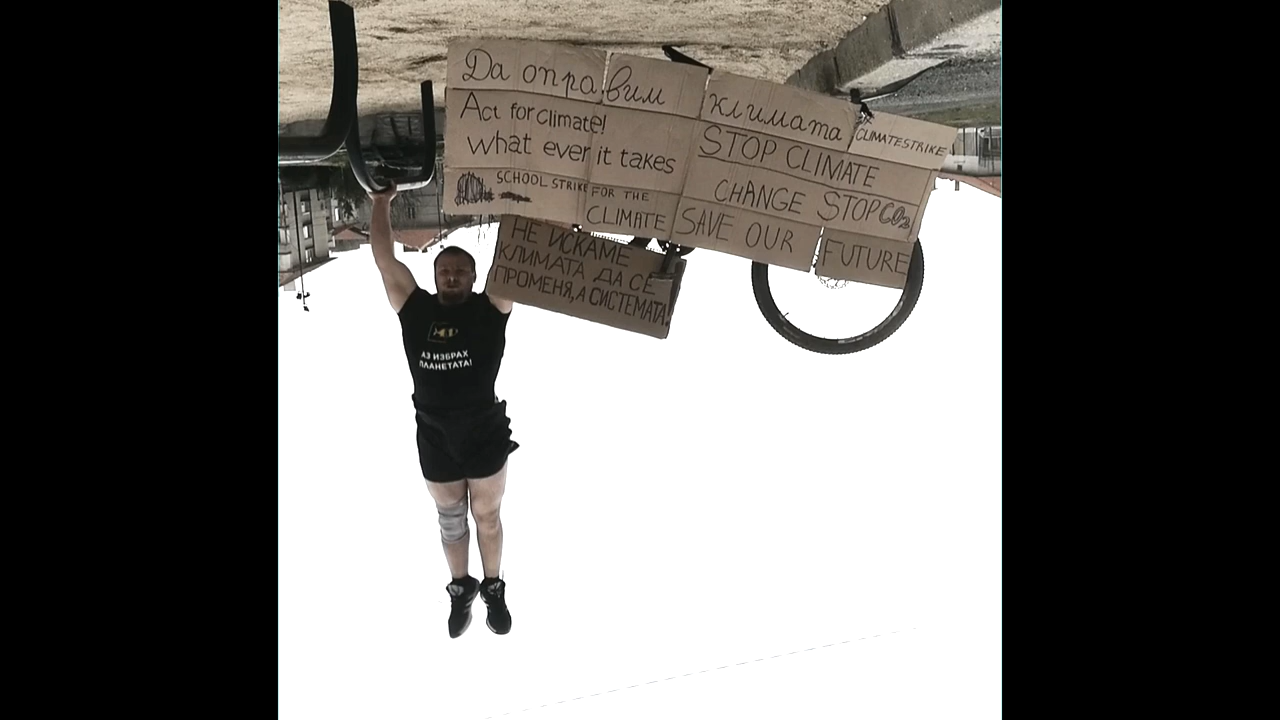 Да оправим климата
Act for climate!
what ever it takes
SCHOOL STRIKE FOR THE
CLIMATE
CLIMATESTRIKE
STOP CLIMATE
CHANGE STOP CO₂
SAVE OUR FUTURE
НЕ ИСКАМЕ
КЛИМАТА ДА СЕ
ПРОМЕНЯ, А СИСТЕМАТА!
АЗ ИЗБРАХ
ПЛАНЕТАТА!